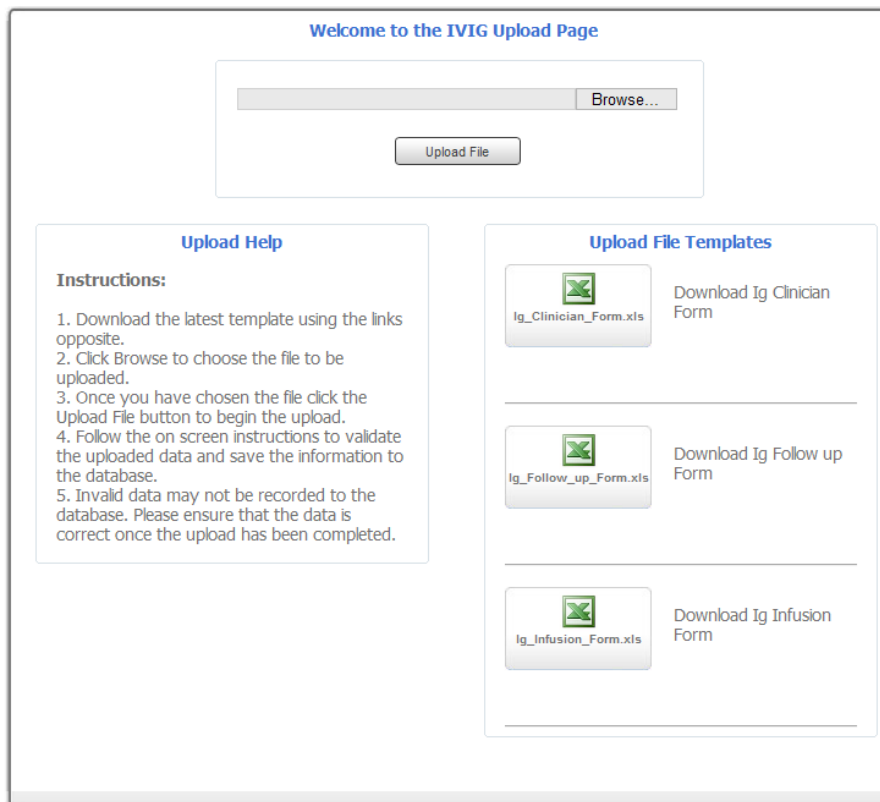 Welcome to the IVIG Upload Page
Browse...
Upload File
Upload Help
Instructions:
1. Download the latest template using the links
opposite.
2. Click Browse to choose the file to be
uploaded.
3. Once you have chosen the file click the
Upload File button to begin the upload.
4. Follow the on screen instructions to validate
the uploaded data and save the information to
the database.
5. Invalid data may not be recorded to the
database. Please ensure that the data is
correct once the upload has been completed.
Upload File Templates
Ig_Clinician_Form.xls
Download Ig Clinician
Form
Ig_Follow_up_Form.xls
Download Ig Follow up
Form
Ig_Infusion_Form.xls
Download Ig Infusion
Form